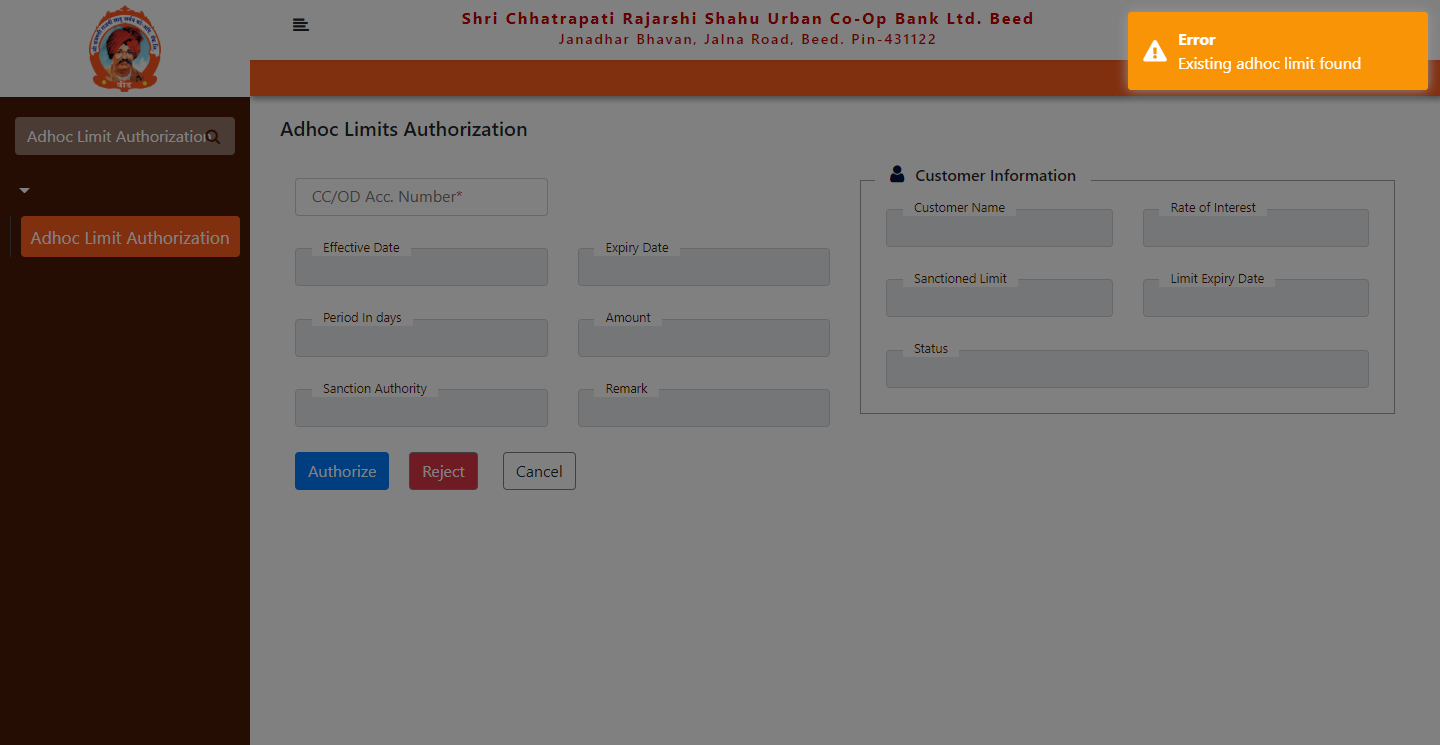 Shri Chhatrapati Rajarshi Shahu Urban Co-Op Bank Ltd. Beed
Janadhar Bhavan, Jalna Road, Beed. Pin-431122
Error
Existing adhoc limit found
Adhoc Limit Authorization
Adhoc Limit Authorization
Adhoc Limits Authorization
CC/OD Acc. Number*
Effective Date
Expiry Date
Period In days
Amount
Sanction Authority
Remark
Authorize
Reject
Cancel
Customer Information
Customer Name
Rate of Interest
Sanctioned Limit
Limit Expiry Date
Status